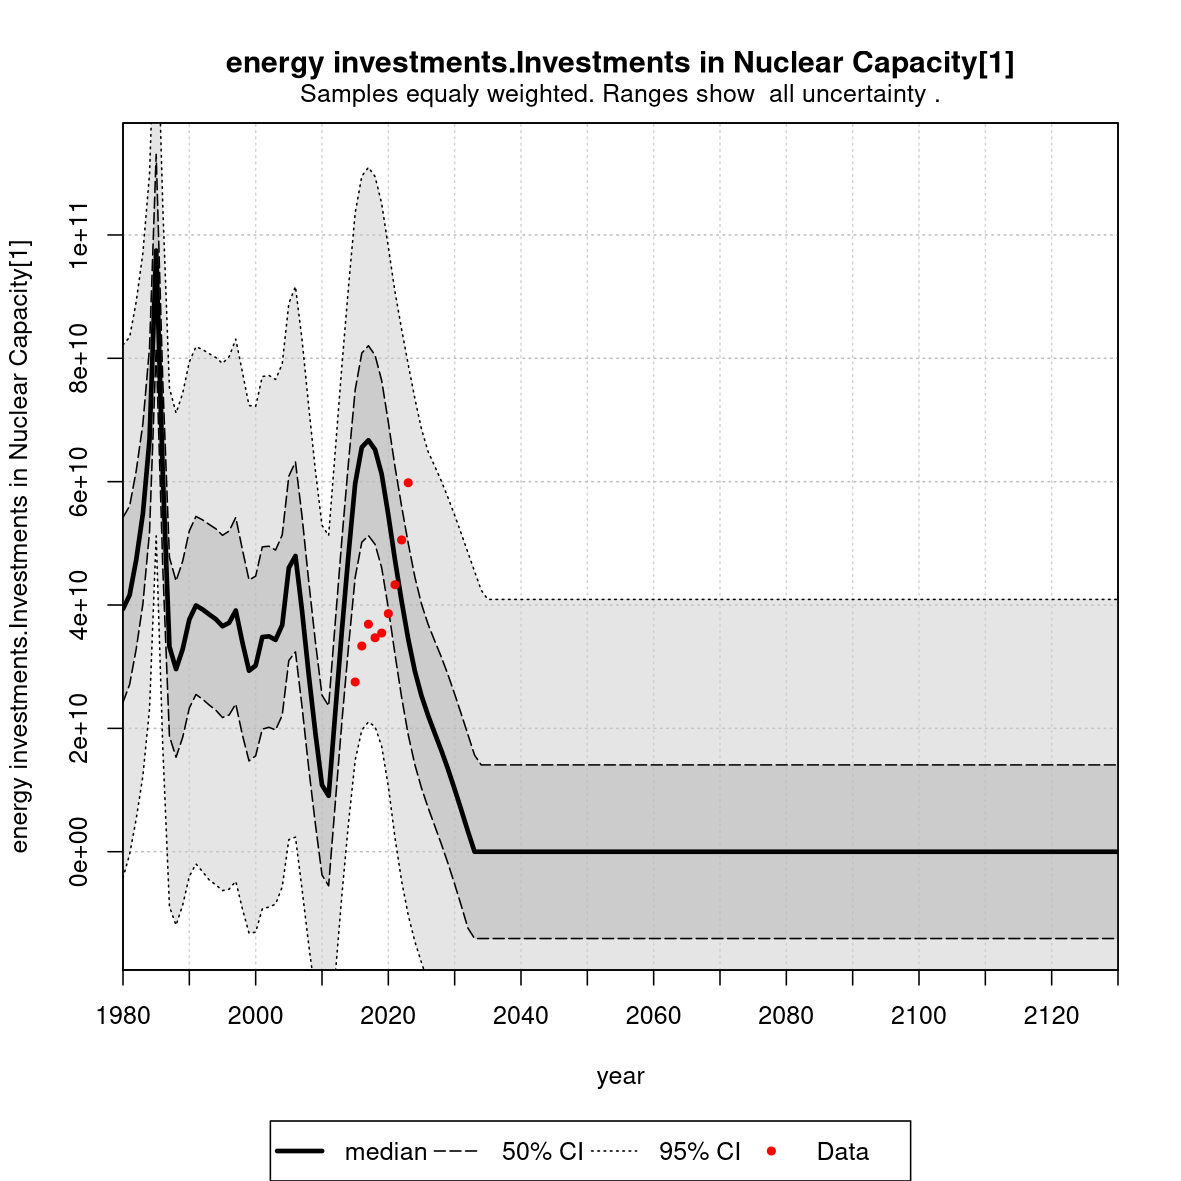 energy investments.Investments in Nuclear Capacity[1]
Samples equaly weighted. Ranges show  all uncertainty .
energy investments.Investments in Nuclear Capacity[1]
1e+11
8e+10
6e+10
4e+10
2e+10
0e+00
1980 2000 2020 2040 2060 2080 2100 2120
year
median 50% CI 95% CI Data